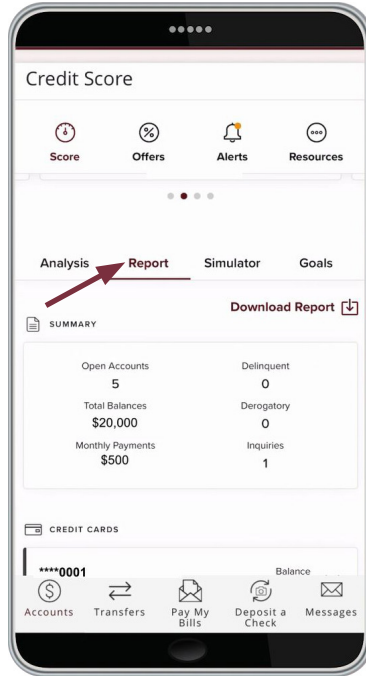 Credit Score
Score Offers Alerts Resources
Analysis Report Simulator Goals
Download Report
SUMMARY
Open Accounts Delinquent
5 0
Total Balances Derogatory
$20,000 0
Monthly Payments Inquiries
$500 1
CREDIT CARDS
****0001 Balance
Accounts Transfers Pay My Bills Deposit a Check Messages